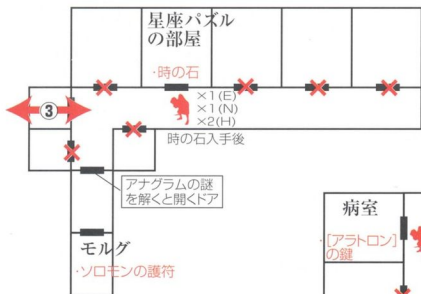 星座パズル
の部屋
・時の石
③
×1(E)
×1(N)
×2(H)
時の石入手後
アナグラムの謎
を解くと開くドア
モルグ
・ソロモンの護符
病室
・[アラトロン]
の鍵